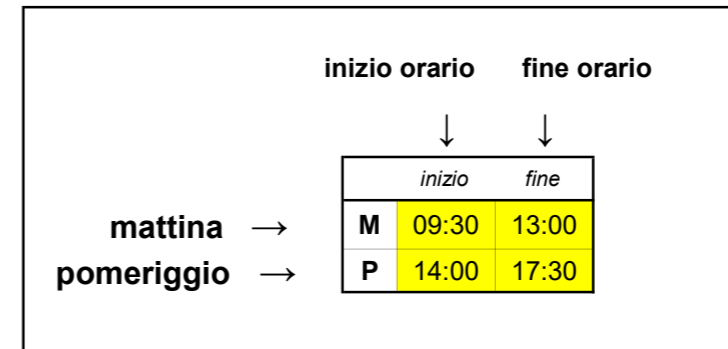 inizio orario fine orario
↓ ↓
inizio fine
mattina → M 09:30 13:00
pomeriggio → P 14:00 17:30